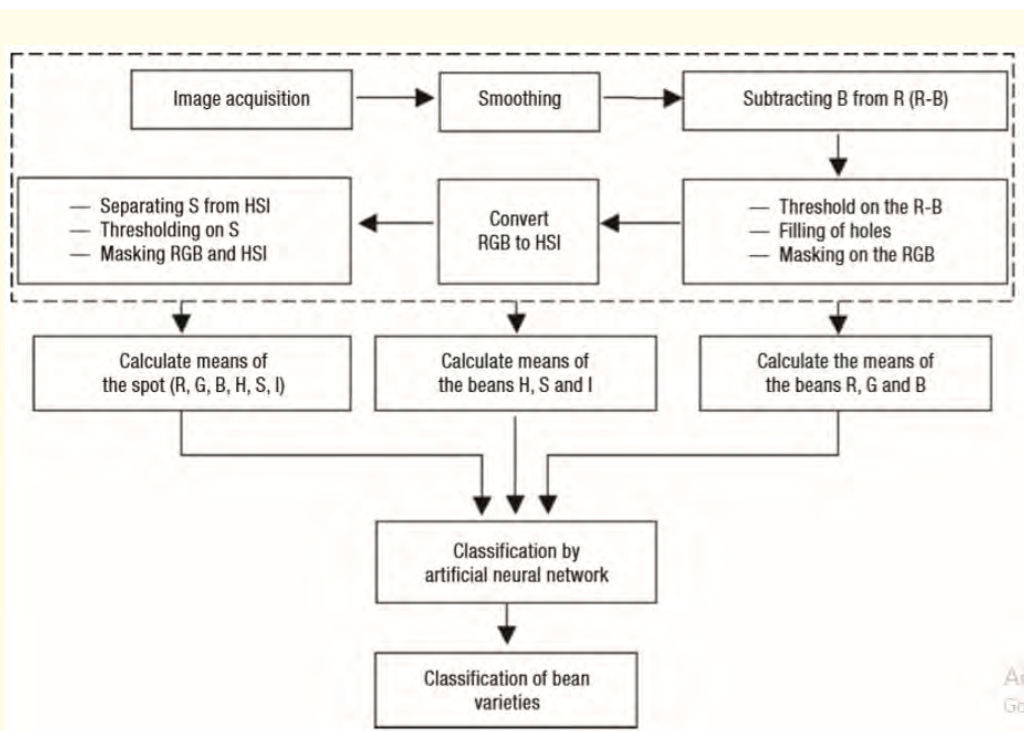 Image acquisition
Smoothing
Subtracting B from R (R-B)
— Threshold on the R-B
— Filling of holes
— Masking on the RGB
Convert
RGB to HSI
— Separating S from HSI
— Thresholding on S
— Masking RGB and HSI
Calculate means of
the spot (R, G, B, H, S, I)
Calculate means of
the beans H, S and I
Calculate the means of
the beans R, G and B
Classification by
artificial neural network
Classification of bean
varieties